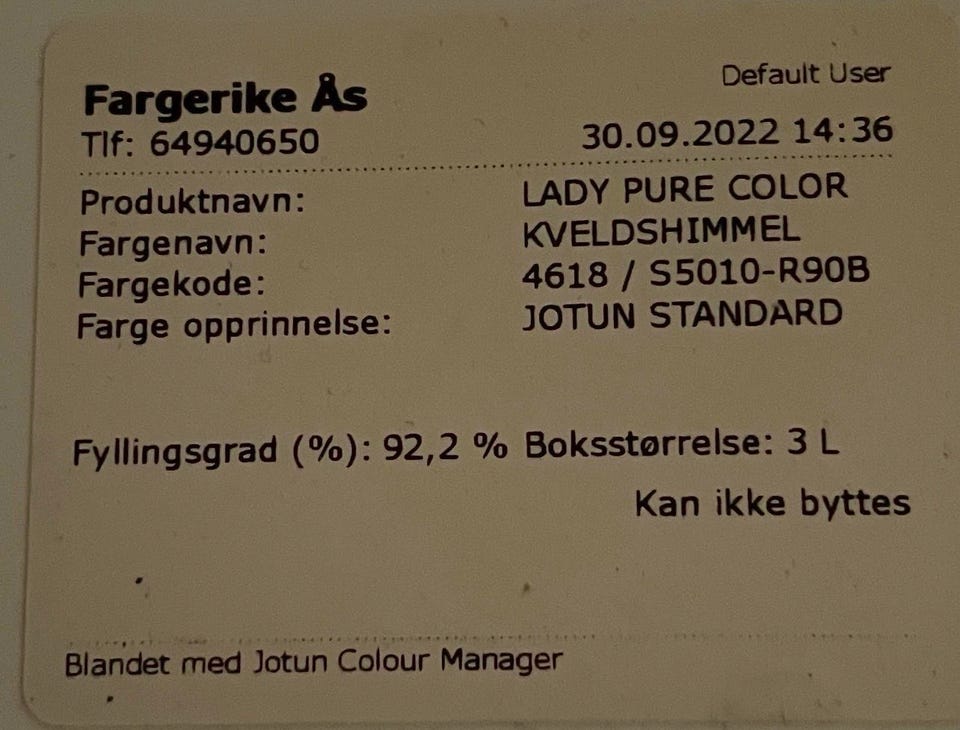 Default User
Fargerike Ås
Tlf: 64940650 30.09.2022 14:36
Produktnavn: LADY PURE COLOR
Fargenavn: KVELDSHIMMEL
Fargekode: 4618 / S5010-R90B
Farge opprinnelse: JOTUN STANDARD
Fyllingsgrad (%): 92,2 % Boksstørrelse: 3 L
Kan ikke byttes
Blandet med Jotun Colour Manager